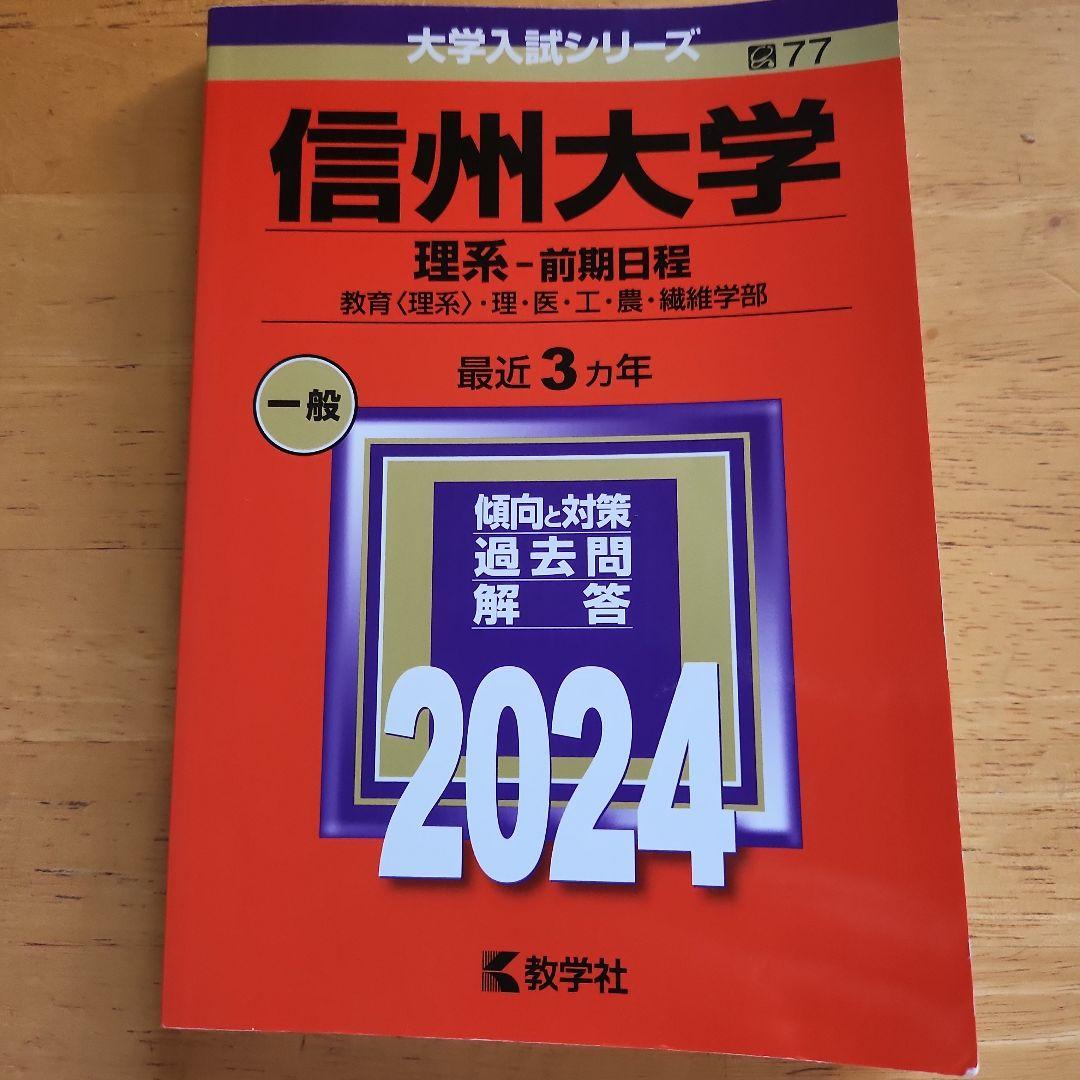 大学入試シリーズ
77
信州大学
理系-前期日程
教育〈理系〉・理・医・工・農・繊維学部
最近3カ年
一般
傾向と対策
過去問
解答
2024
教学社